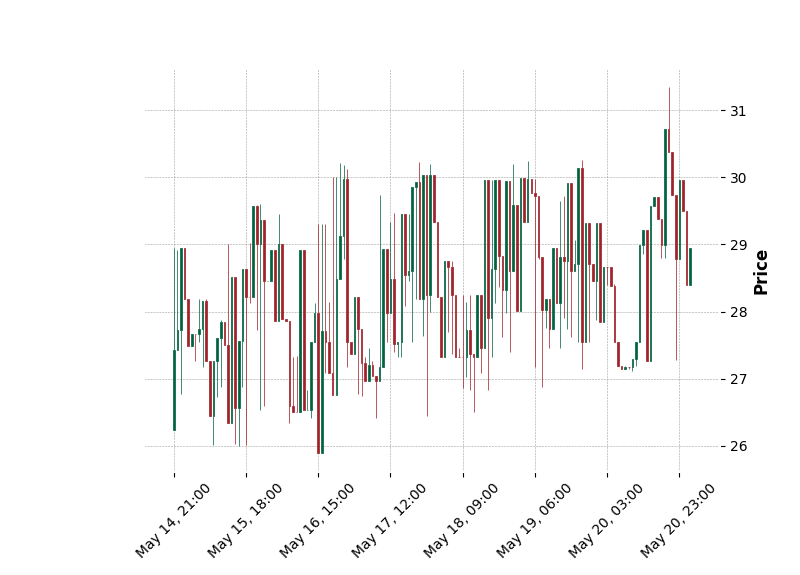 31
30
29
28
27
26
Price
May 14, 21:00
May 15, 18:00
May 16, 15:00
May 17, 12:00
May 18, 09:00
May 19, 06:00
May 20, 03:00
May 20, 23:00